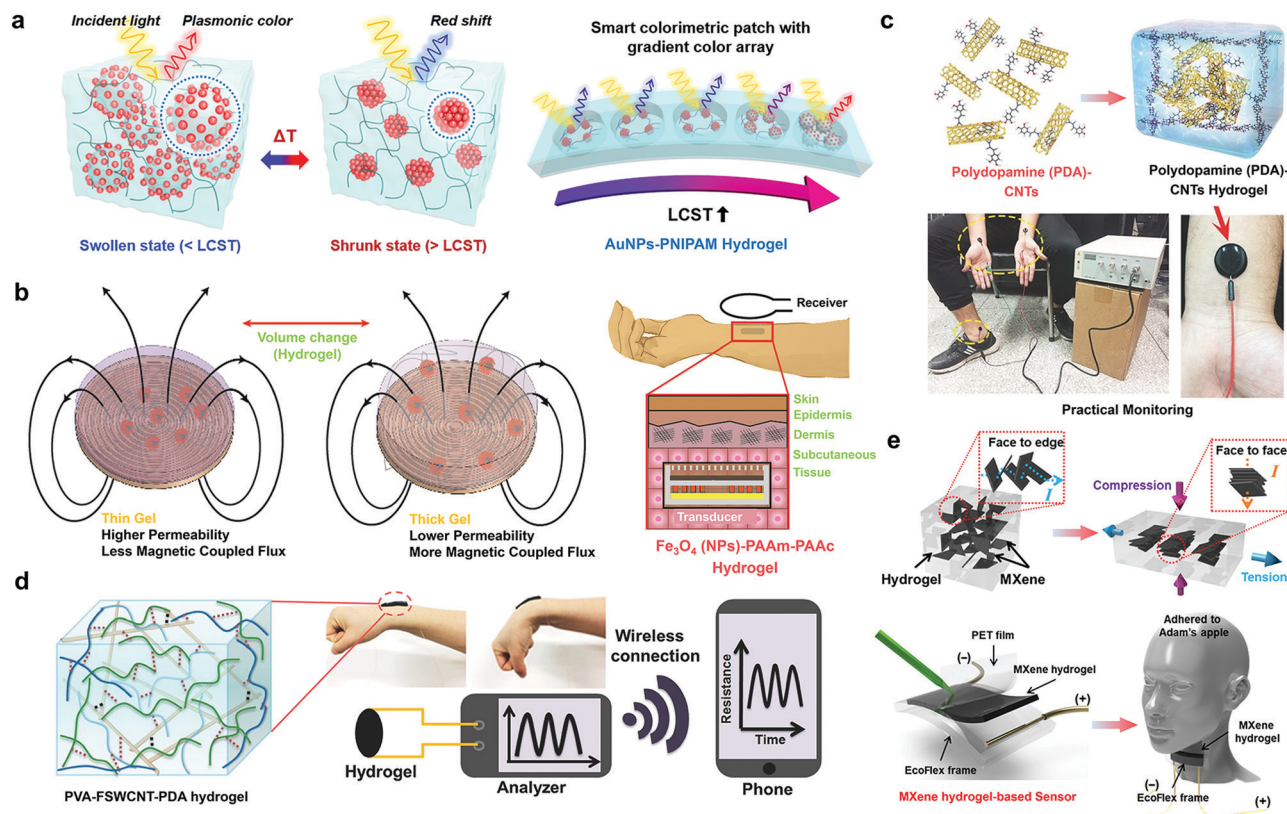 a
Incident light
Plasmonic color
Red shift
Smart colorimetric patch with
gradient color array
ΔT
LCST ⬆
Swollen state (< LCST)
Shrunk state (> LCST)
AuNPs-PNIPAM Hydrogel
b
Volume change
(Hydrogel)
Thin Gel
Higher Permeability
Less Magnetic Coupled Flux
Thick Gel
Lower Permeability
More Magnetic Coupled Flux
Receiver
Skin
Epidermis
Dermis
Subcutaneous
Tissue
Transducer
Fe₃O₄ (NPs)-PAAm-PAAc
Hydrogel
c
Polydopamine (PDA)-
CNTs
Polydopamine (PDA)-
CNTs Hydrogel
Practical Monitoring
d
PVA-FSWCNT-PDA hydrogel
Hydrogel
Analyzer
Wireless
connection
Resistance
Time
Phone
e
Face to edge
I
Hydrogel
MXene
Compression
Face to face
I
Tension
PET film
(−)
MXene hydrogel
(+)
EcoFlex frame
MXene hydrogel-based Sensor
Adhered to
Adam's apple
MXene
hydrogel
(−)
EcoFlex frame
(+)